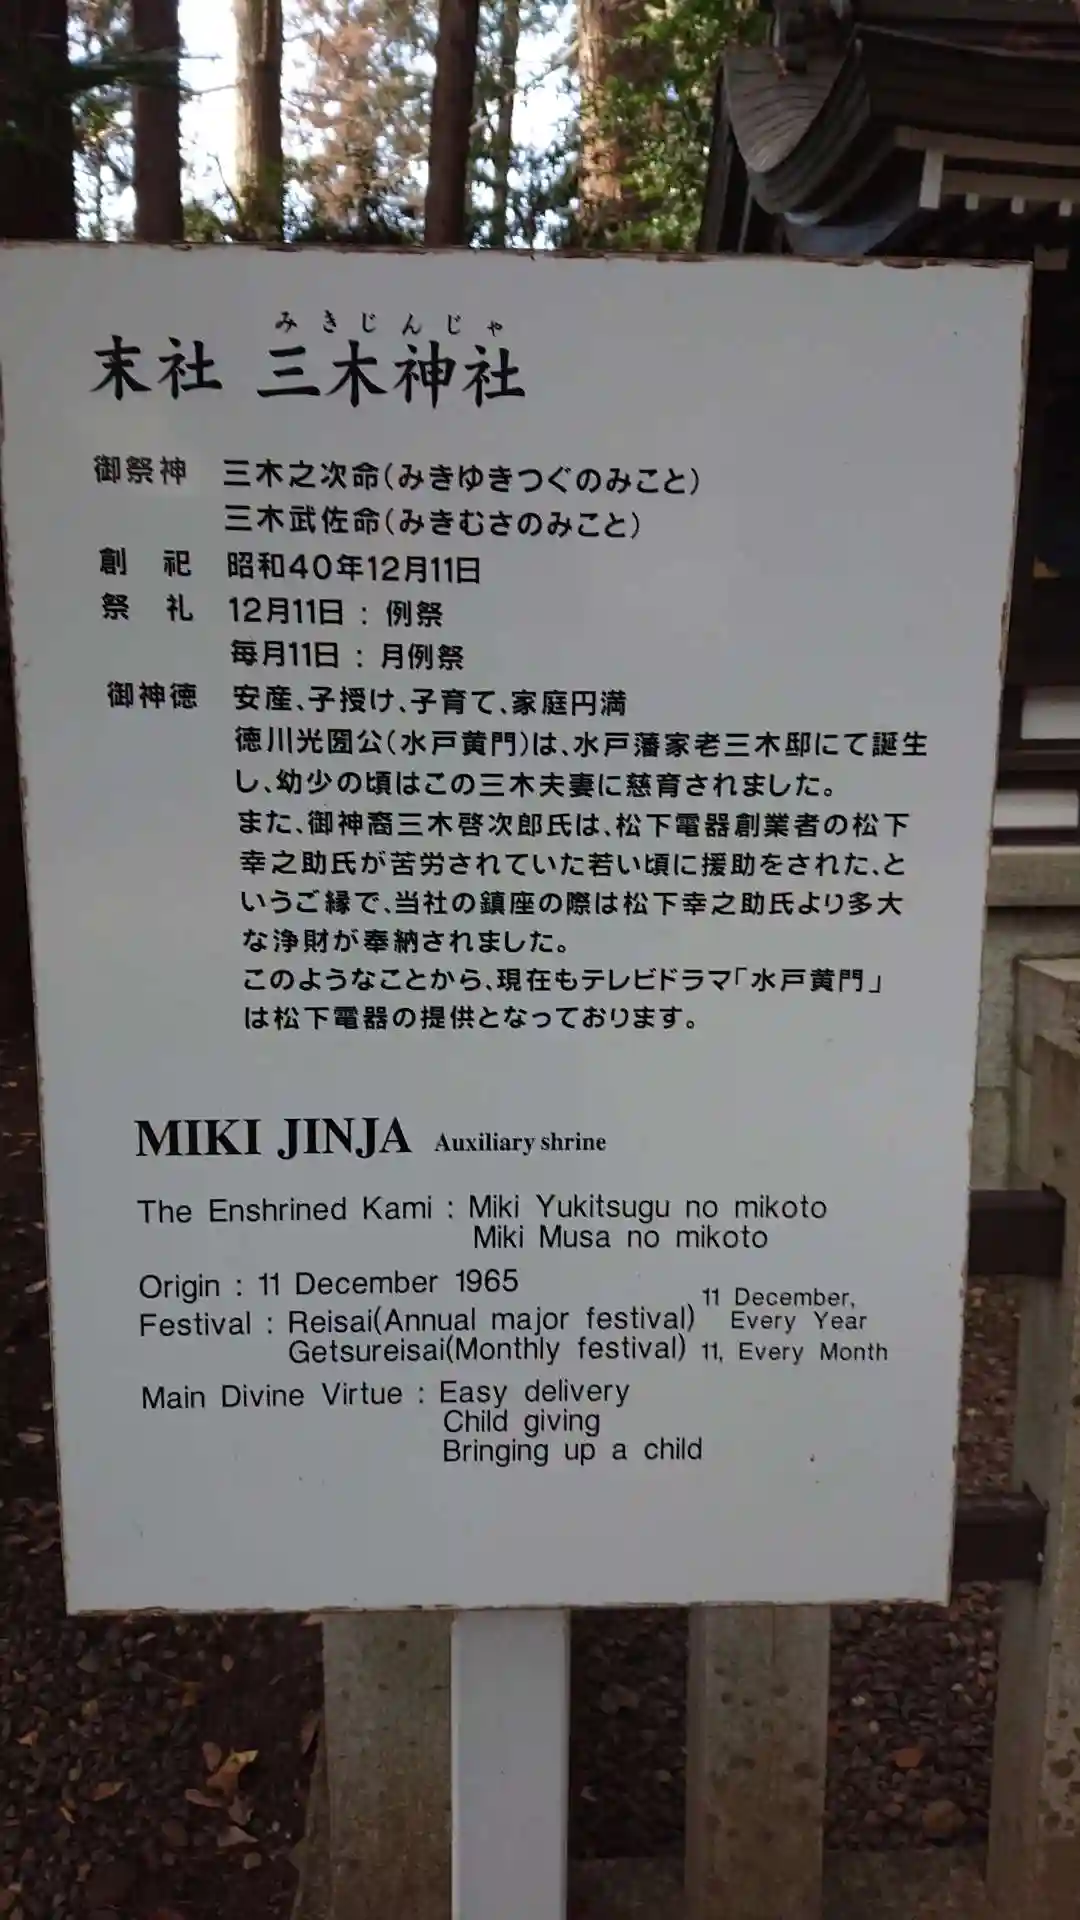 みきじんじゃ
末社 三木神社
御祭神 三木之次命(みきゆきつぐのみこと)
三木武佐命(みきむさのみこと)
創祀 昭和40年12月11日
祭礼 12月11日:例祭
毎月11日:月例祭
御神徳 安産、子授け、子育て、家庭円満
徳川光圀公(水戸黄門)は、水戸藩家老三木邸にて誕生
し、幼少の頃はこの三木夫妻に慈育されました。
また、御神裔三木啓次郎氏は、松下電器創業者の松下
幸之助氏が苦労されていた若い頃に援助をされた、と
いうご縁で、当社の鎮座の際は松下幸之助氏より多大
な浄財が奉納されました。
このようなことから、現在もテレビドラマ「水戸黄門」
は松下電器の提供となっております。
MIKI JINJA Auxiliary shrine
The Enshrined Kami : Miki Yukitsugu no mikoto
Miki Musa no mikoto
Origin : 11 December 1965
Festival : Reisai(Annual major festival) 11 December, Every Year
Getsureisai(Monthly festival) 11, Every Month
Main Divine Virtue : Easy delivery
Child giving
Bringing up a child